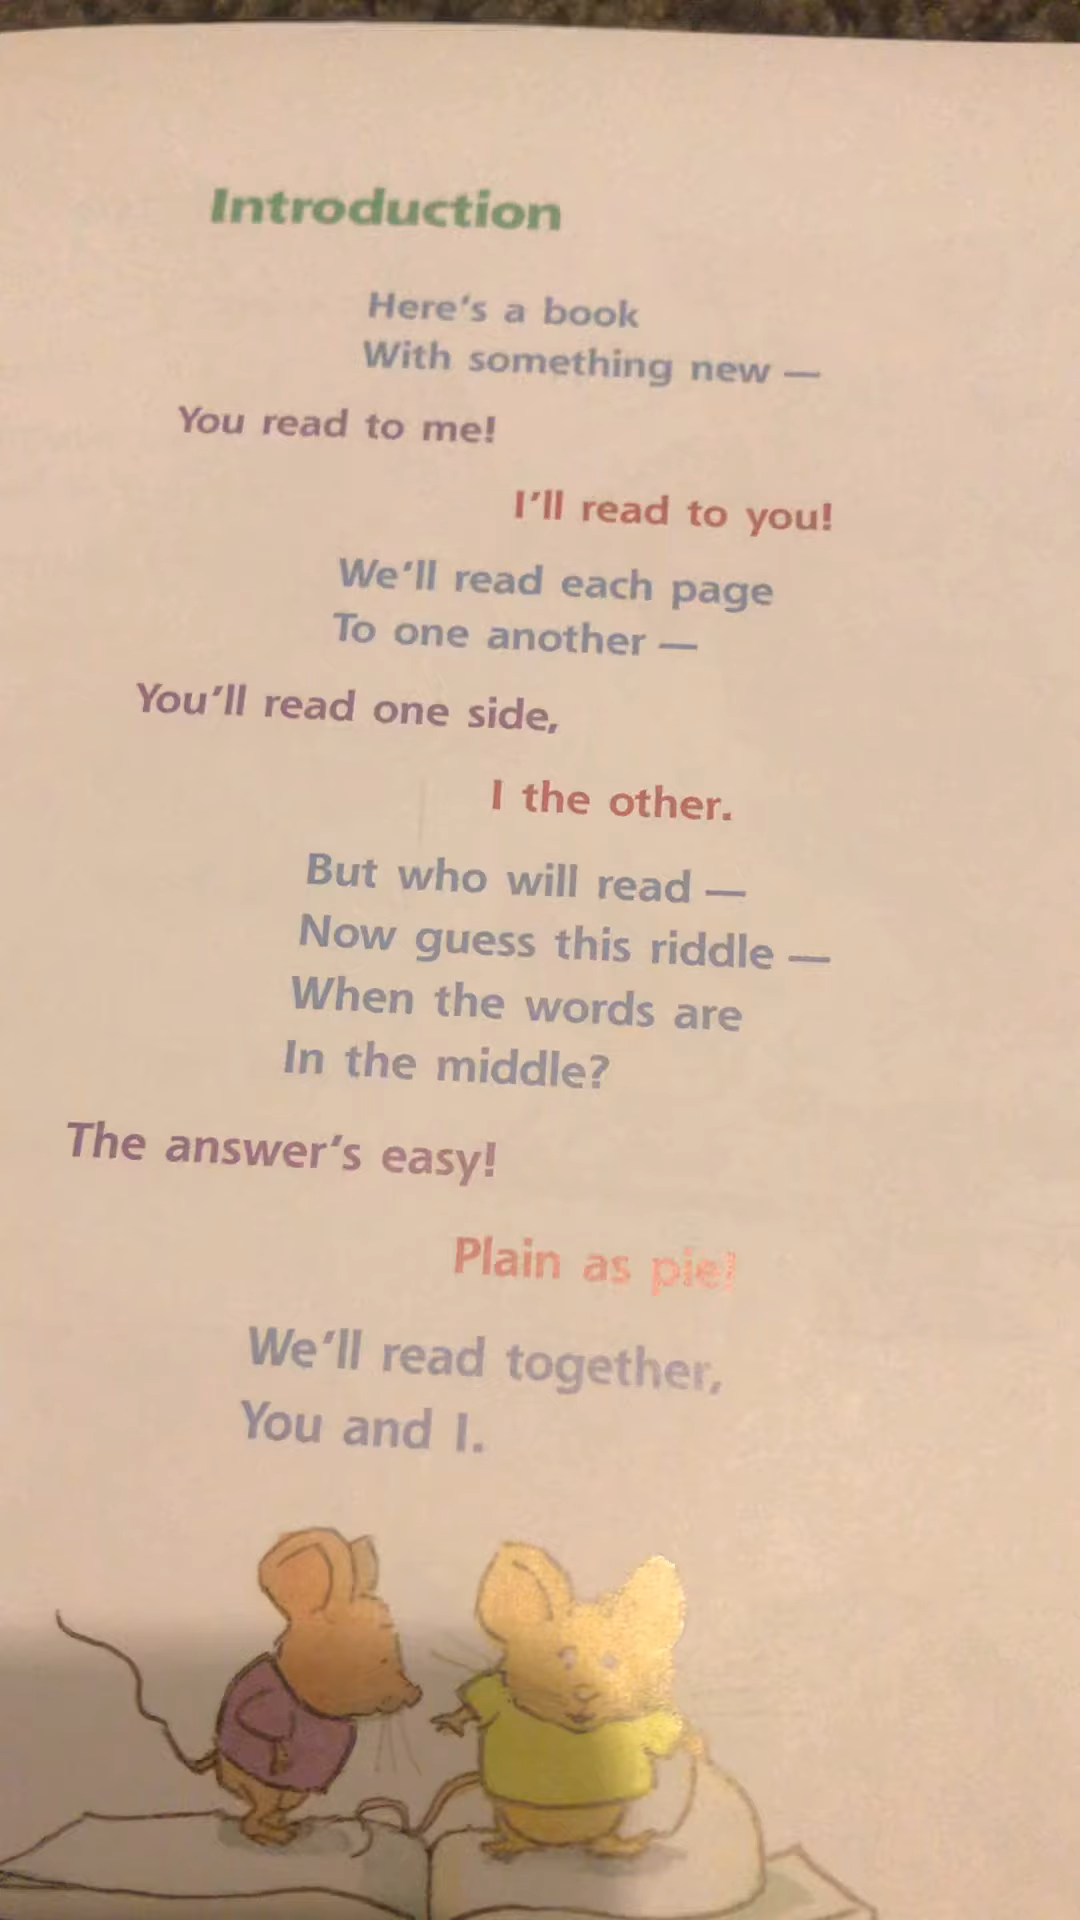 Introduction
Here's a book
With something new —
You read to me!
I'll read to you!
We'll read each page
To one another —
You'll read one side,
I the other.
But who will read —
Now guess this riddle —
When the words are
In the middle?
The answer's easy!
Plain as pie!
We'll read together,
You and I.